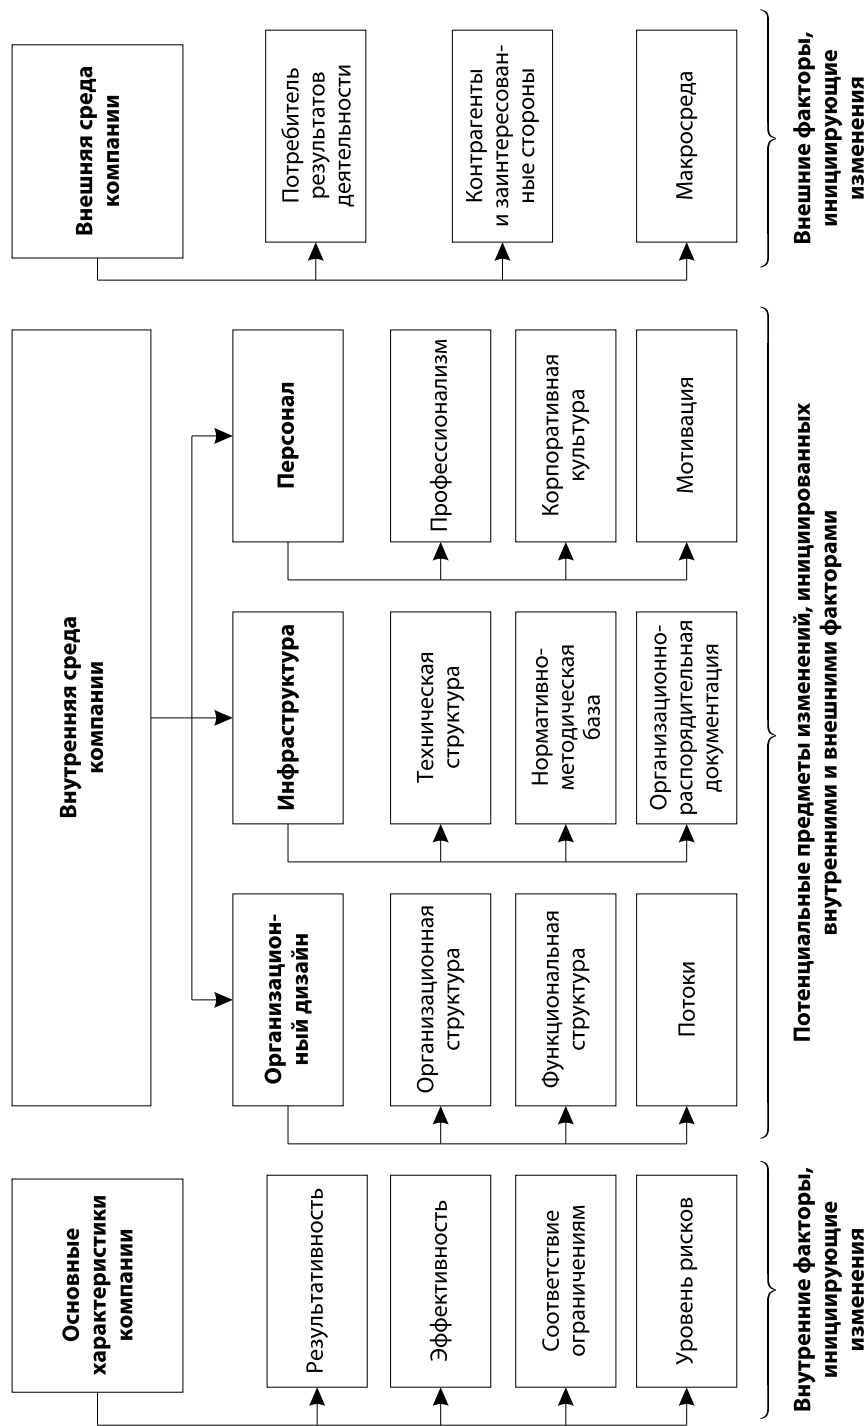 Основные
характеристики
компании
Результативность
Эффективность
Соответствие
ограничениям
Уровень рисков
Внутренние факторы,
инициирующие
изменения
Внутренняя среда
компании
Организацион-
ный дизайн
Организационная
структура
Функциональная
структура
Потоки
Инфраструктура
Техническая
структура
Нормативно-
методическая
база
Организационно-
распорядительная
документация
Персонал
Профессионализм
Корпоративная
культура
Мотивация
Потенциальные предметы изменений, инициированных
внутренними и внешними факторами
Внешняя среда
компании
Потребитель
результатов
деятельности
Контрагенты
и заинтересован-
ные стороны
Макросреда
Внешние факторы,
инициирующие
изменения